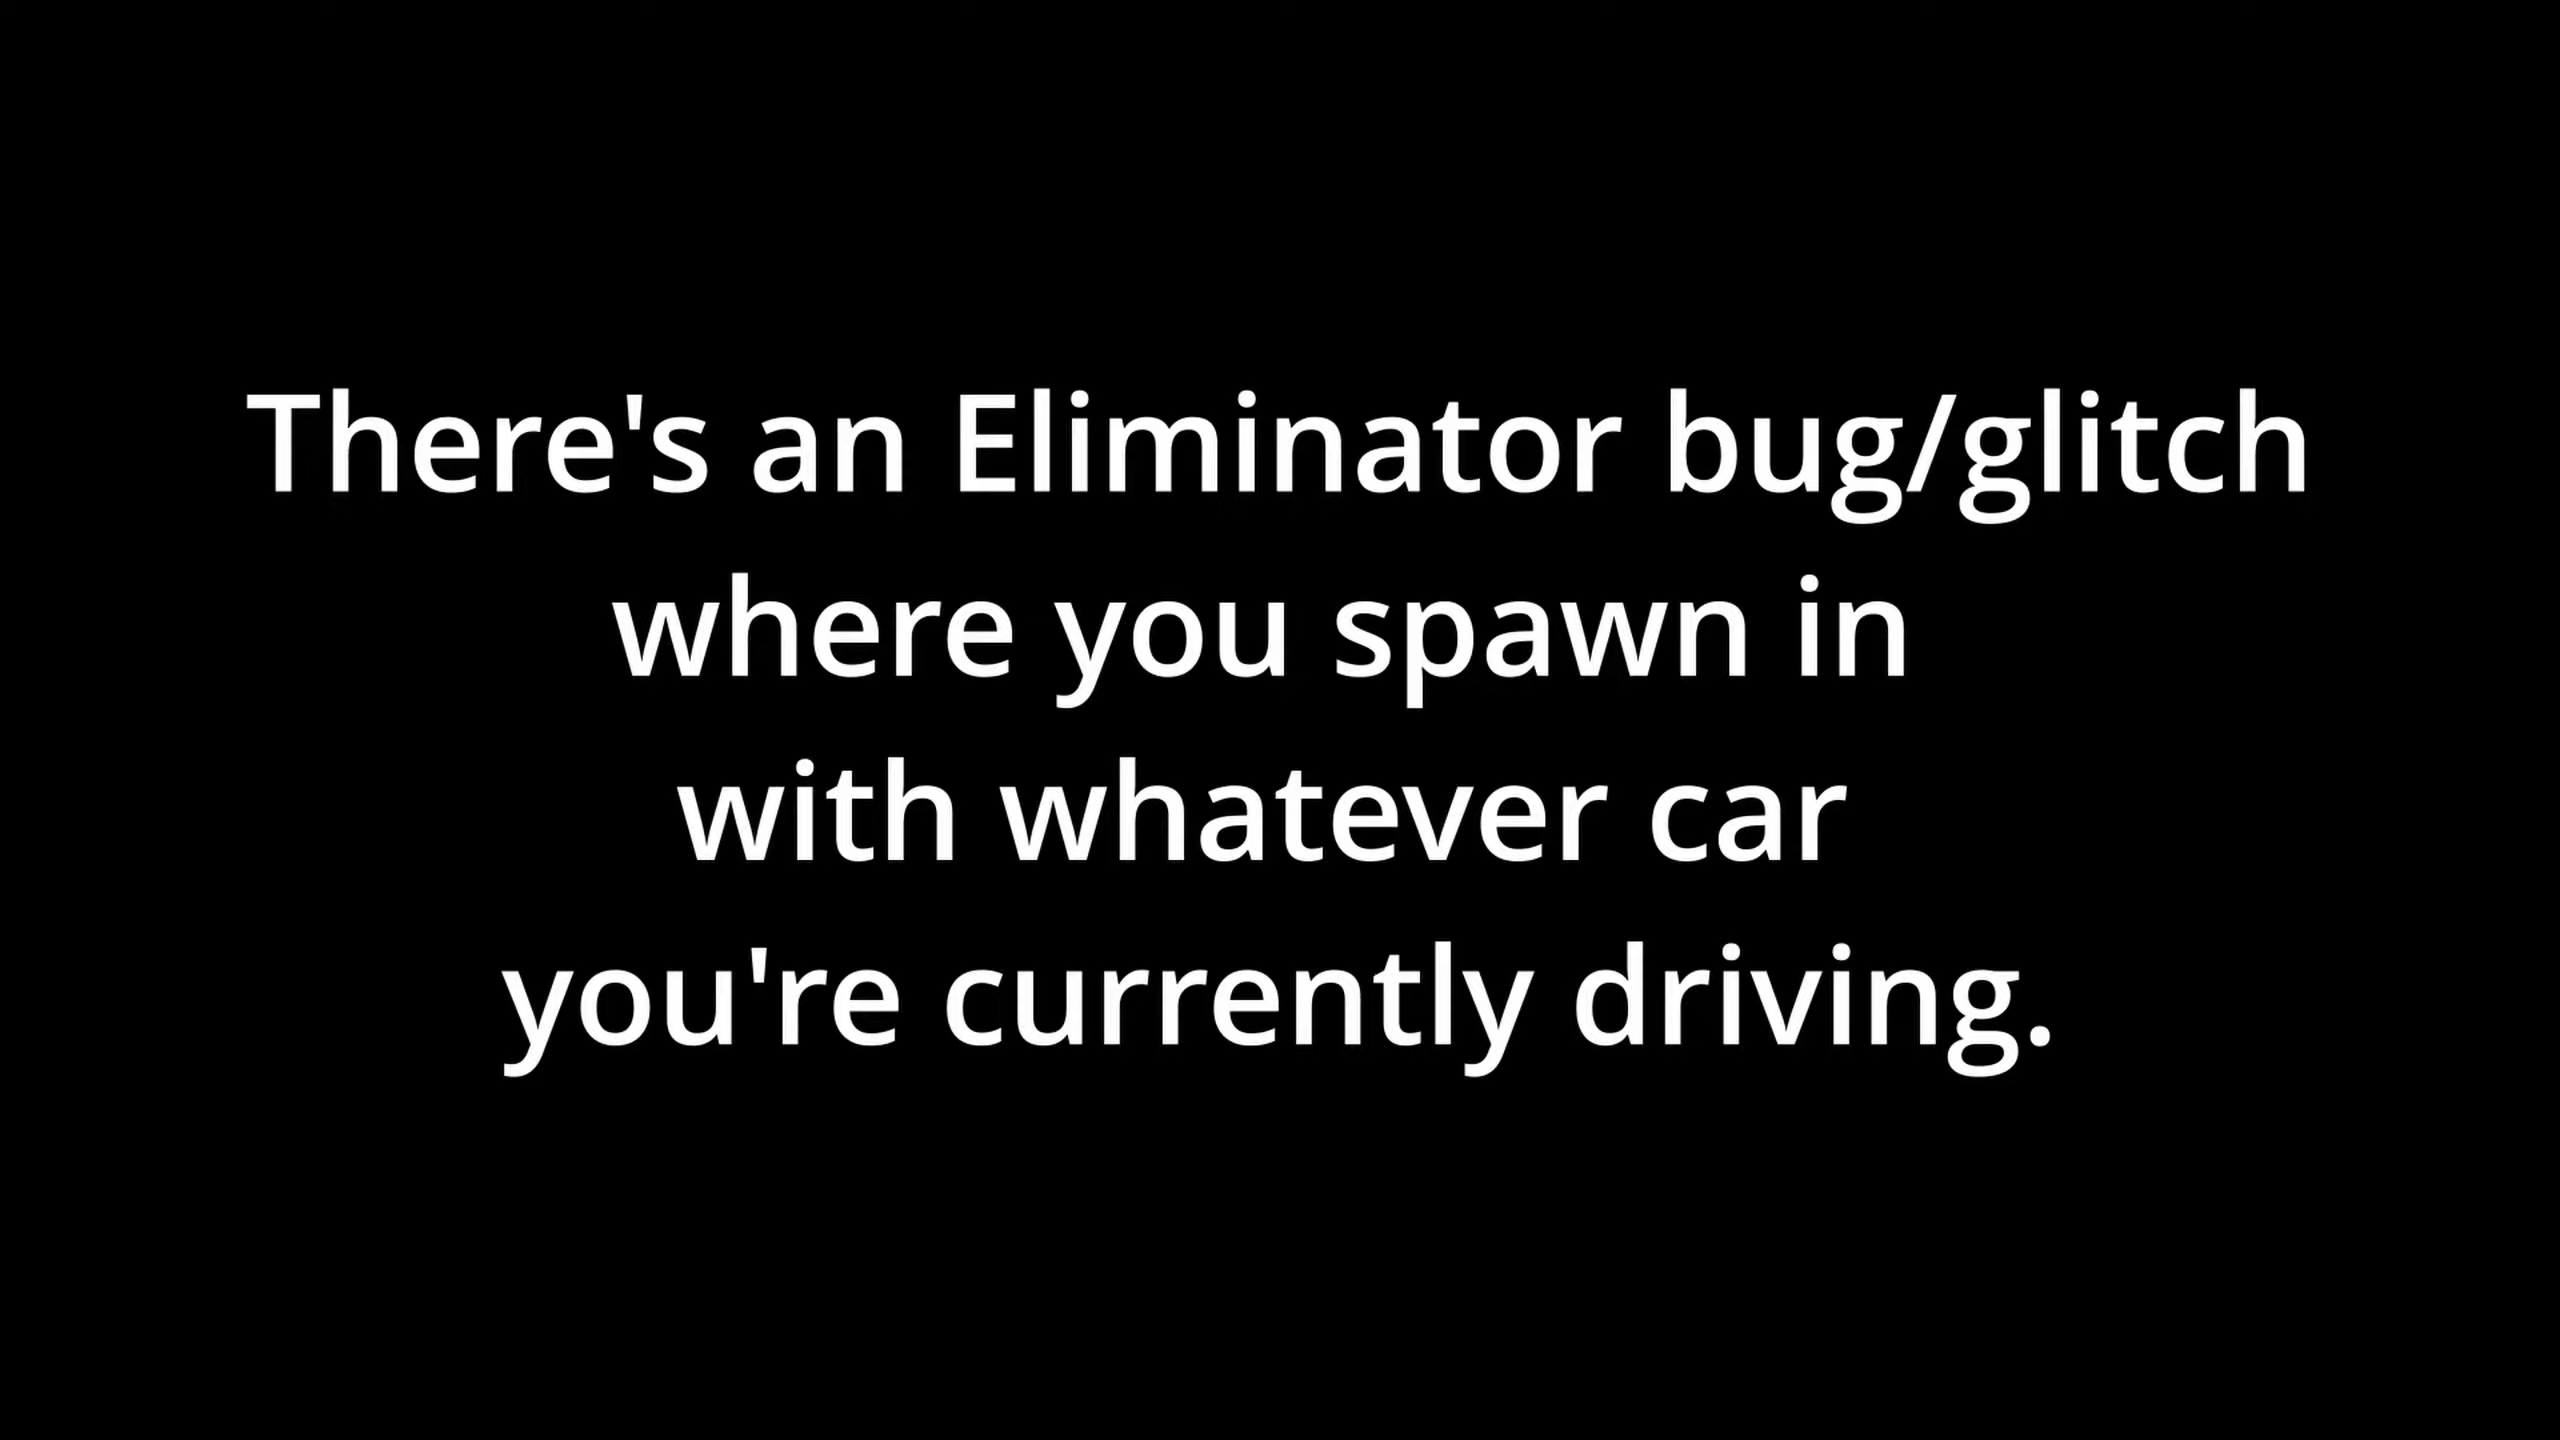 There's an Eliminator bug/glitch
where you spawn in
with whatever car
you're currently driving.